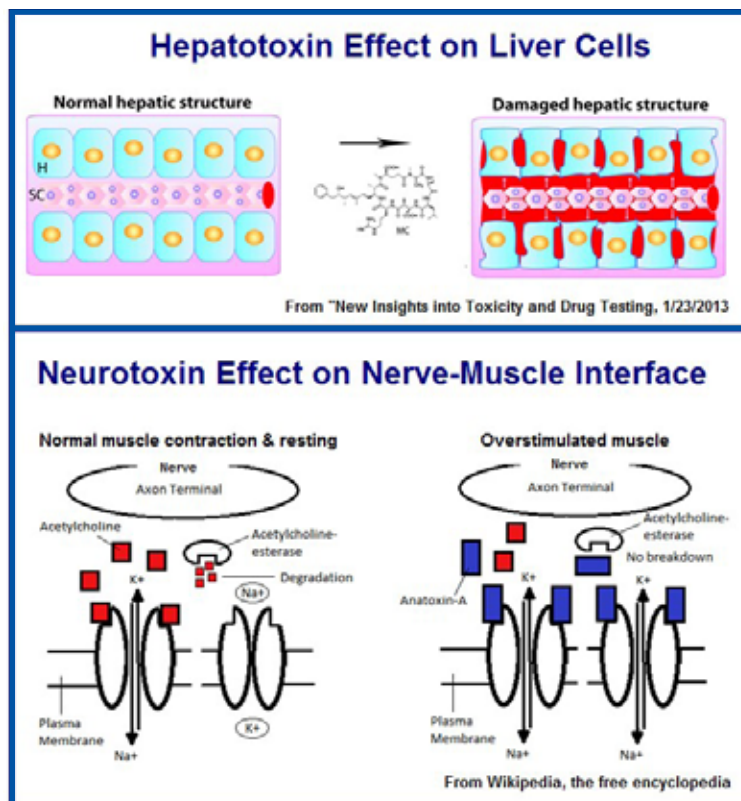 Hepatotoxin Effect on Liver Cells
Normal hepatic structure
Damaged hepatic structure
H
SC
MC
From "New Insights into Toxicity and Drug Testing, 1/23/2013
Neurotoxin Effect on Nerve-Muscle Interface
Normal muscle contraction & resting
Nerve
Axon Terminal
Acetylcholine
Acetylcholine-
esterase
Degradation
K+
Na+
Plasma
Membrane
Na+
K+
Overstimulated muscle
Nerve
Axon Terminal
Acetylcholine-
esterase
No breakdown
Anatoxin-A
K+
K+
Plasma
Membrane
Na+
Na+
From Wikipedia, the free encyclopedia